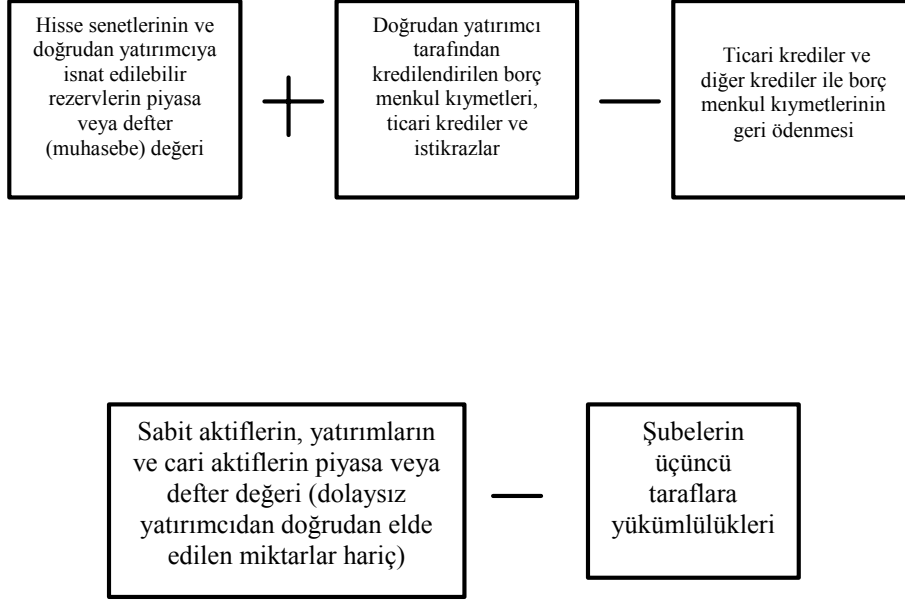 Hisse senetlerinin ve
doğrudan yatırımcıya
isnat edilebilir
rezervlerin piyasa
veya defter
(muhasebe) değeri
Doğrudan yatırımcı
tarafından
kredilendirilen borç
menkul kıymetleri,
ticari krediler ve
istikrazlar
Ticari krediler ve
diğer krediler ile borç
menkul kıymetlerinin
geri ödenmesi
Sabit aktiflerin, yatırımların
ve cari aktiflerin piyasa veya
defter değeri (dolaysız
yatırımcıdan doğrudan elde
edilen miktarlar hariç)
Şubelerin
üçüncü
taraflara
yükümlülükleri